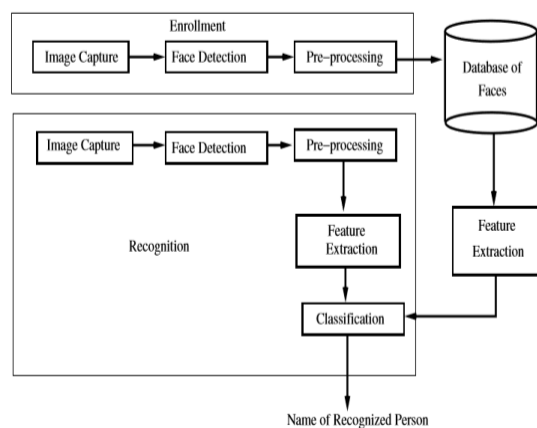 Enrollment
Image Capture
Face Detection
Pre-processing
Database of
Faces
Image Capture
Face Detection
Pre-processing
Feature
Extraction
Feature
Extraction
Recognition
Classification
Name of Recognized Person